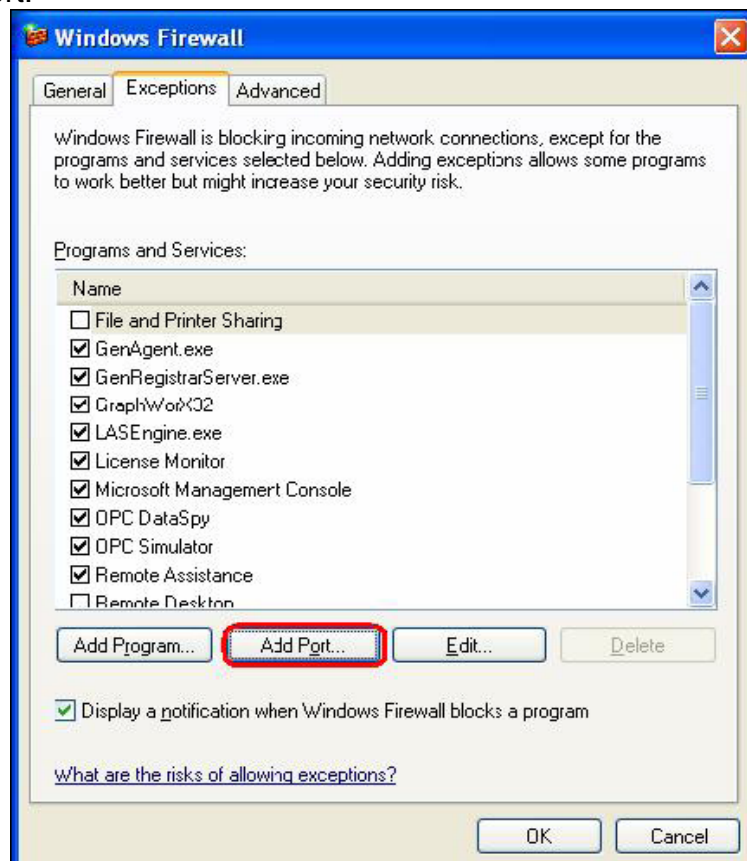 Windows Firewall
General Exceptions Advanced
Windows Firewall is blocking incoming network connections, except for the
programs and services selected below. Adding exceptions allows some programs
to work better but might increase your security risk.
Programs and Services:
Name
File and Printer Sharing
GenAgent.exe
GenRegistrarServer.exe
GraphWorX32
LASEngine.exe
License Monitor
Microsoft Management Console
OPC DataSpy
OPC Simulator
Remote Assistance
Remote Desktop
Add Program... Add Port... Edit... Delete
Display a notification when Windows Firewall blocks a program
What are the risks of allowing exceptions?
OK Cancel